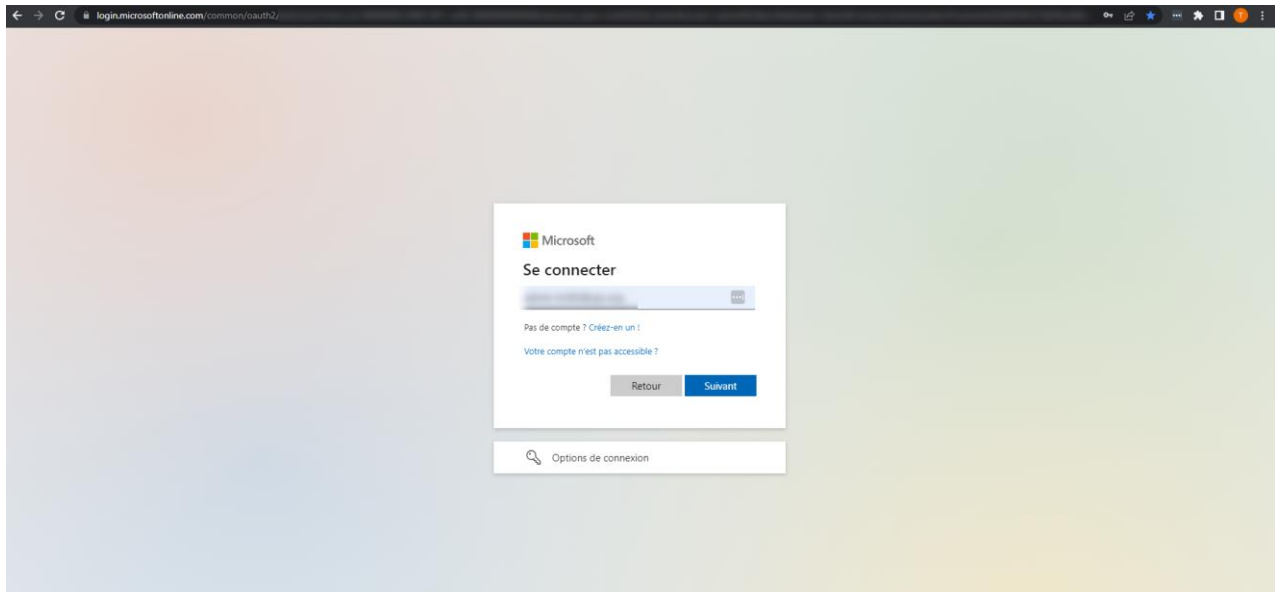 login.microsoftonline.com/common/oauth2/
T
Microsoft
Se connecter
Pas de compte ? Créez-en un !
Votre compte n'est pas accessible ?
Retour Suivant
Options de connexion